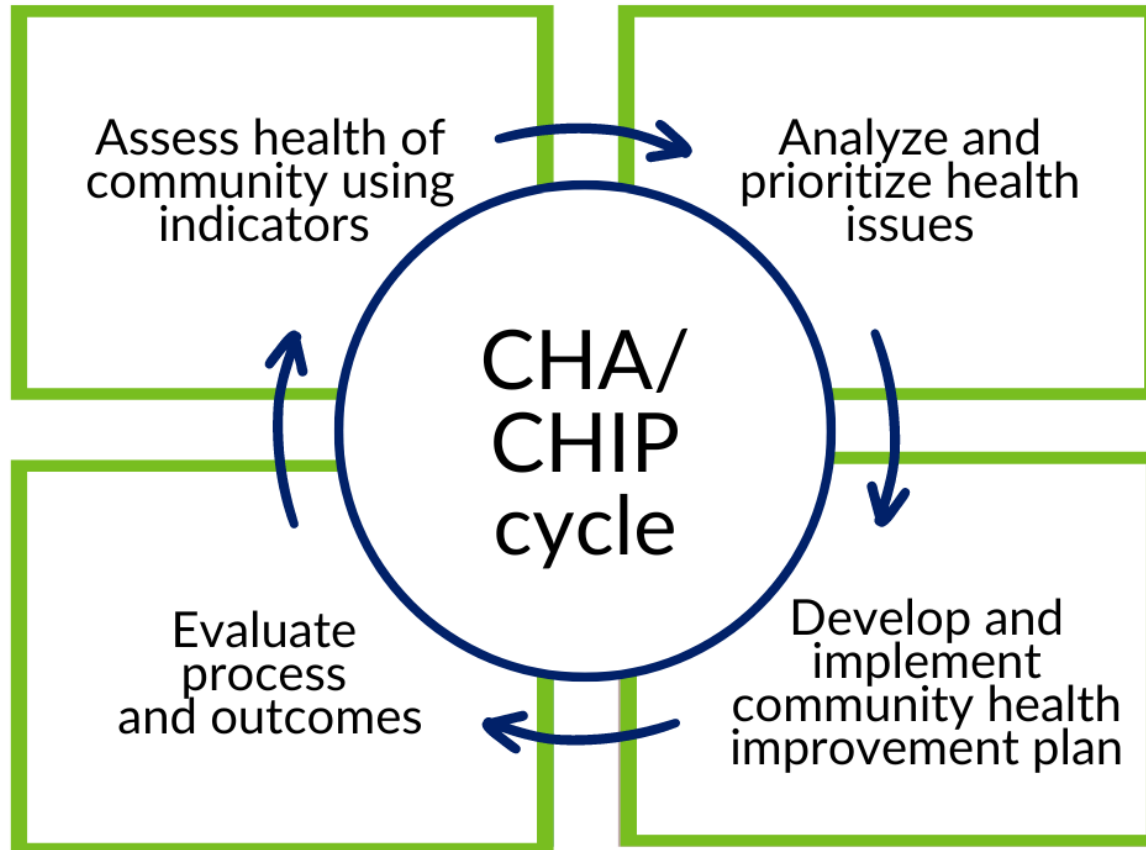 Assess health of
community using
indicators
Analyze and
prioritize health
issues
CHA/
CHIP
cycle
Evaluate
process
and outcomes
Develop and
implement
community health
improvement plan